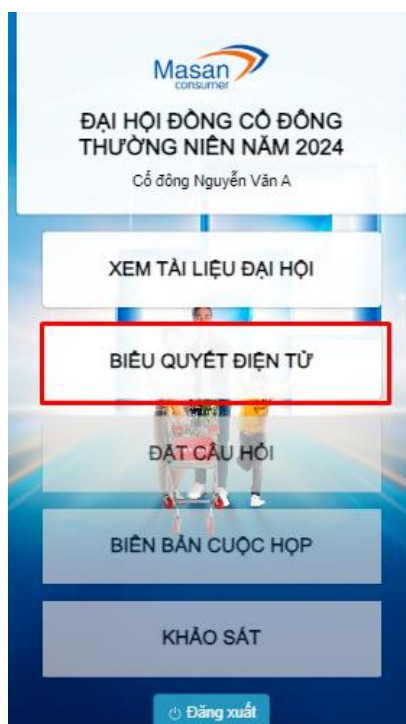 Masan
consumer
ĐẠI HỘI ĐỒNG CỔ ĐÔNG
THƯỜNG NIÊN NĂM 2024
Cổ đông Nguyễn Văn A
XEM TÀI LIỆU ĐẠI HỘI
BIỂU QUYẾT ĐIỆN TỬ
ĐẶT CÂU HỎI
BIÊN BẢN CUỘC HỌP
KHẢO SÁT
Đăng xuất